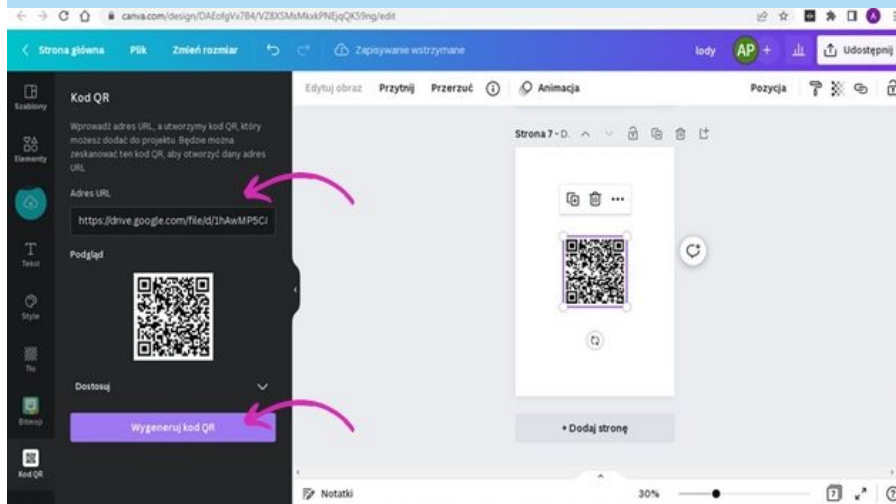 canva.com/design/DAEofgVx7B4/VZ8XSMsMkxkPNEjqQK59ng/edit
Strona główna Plik Zmień rozmiar Zapisywanie wstrzymane lody AP + Udostępnij
Szablony
Elementy
Tekst
Style
Tło
Bitmoji
Kod QR
Kod QR
Wprowadź adres URL, a utworzymy kod QR, który
możesz dodać do projektu. Będzie można
zeskanować ten kod QR, aby otworzyć dany adres
URL
Adres URL
https://drive.google.com/file/d/1hAwMP5C
Podgląd
Dostosuj
Wygeneruj kod QR
Edytuj obraz Przytnij Przerzuć Animacja Pozycja
Strona 7 - D.
+ Dodaj stronę
Notatki 30% 7